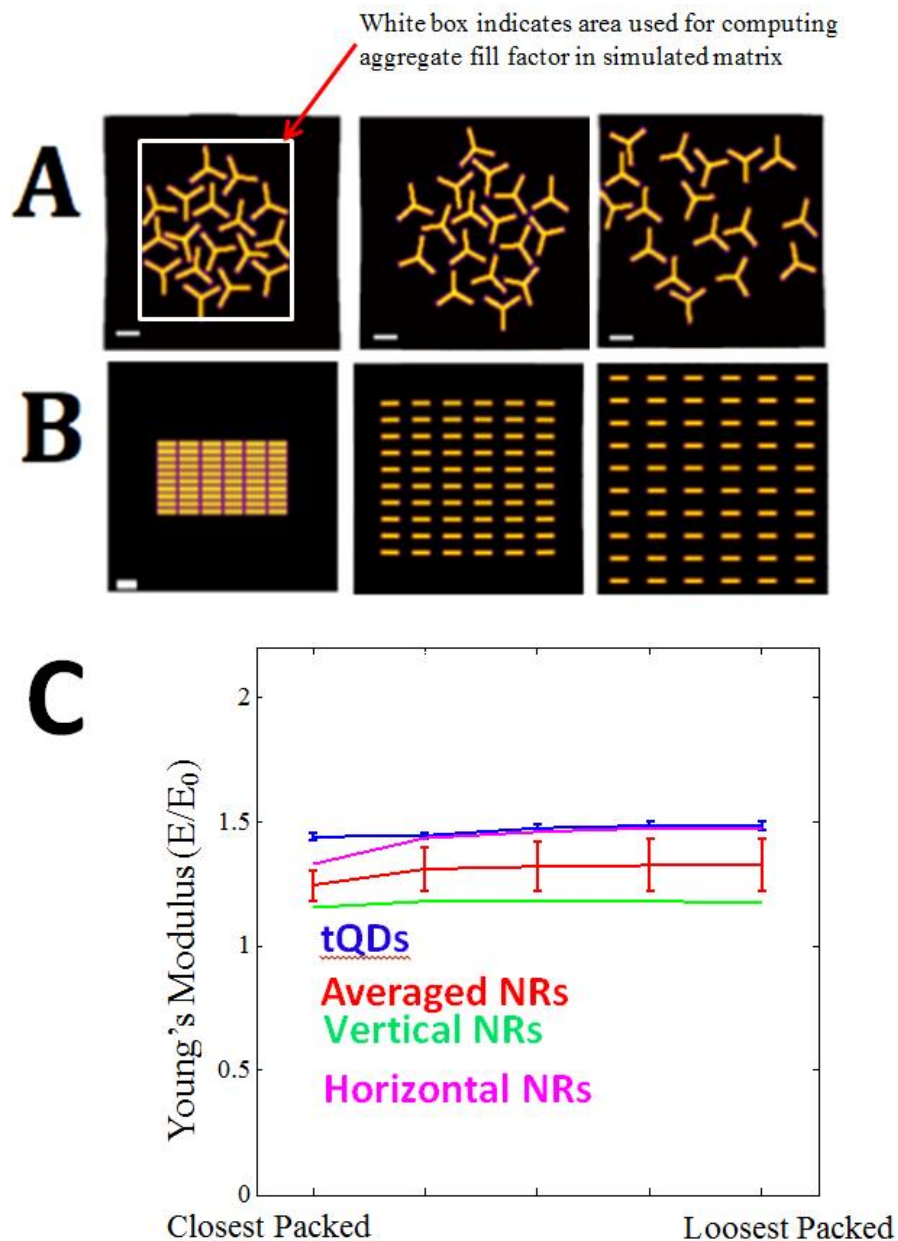 White box indicates area used for computing
aggregate fill factor in simulated matrix
A
B
C
Young's Modulus (E/E₀)
2
1.5
1
0.5
0
tQDs
Averaged NRs
Vertical NRs
Horizontal NRs
Closest Packed
Loosest Packed